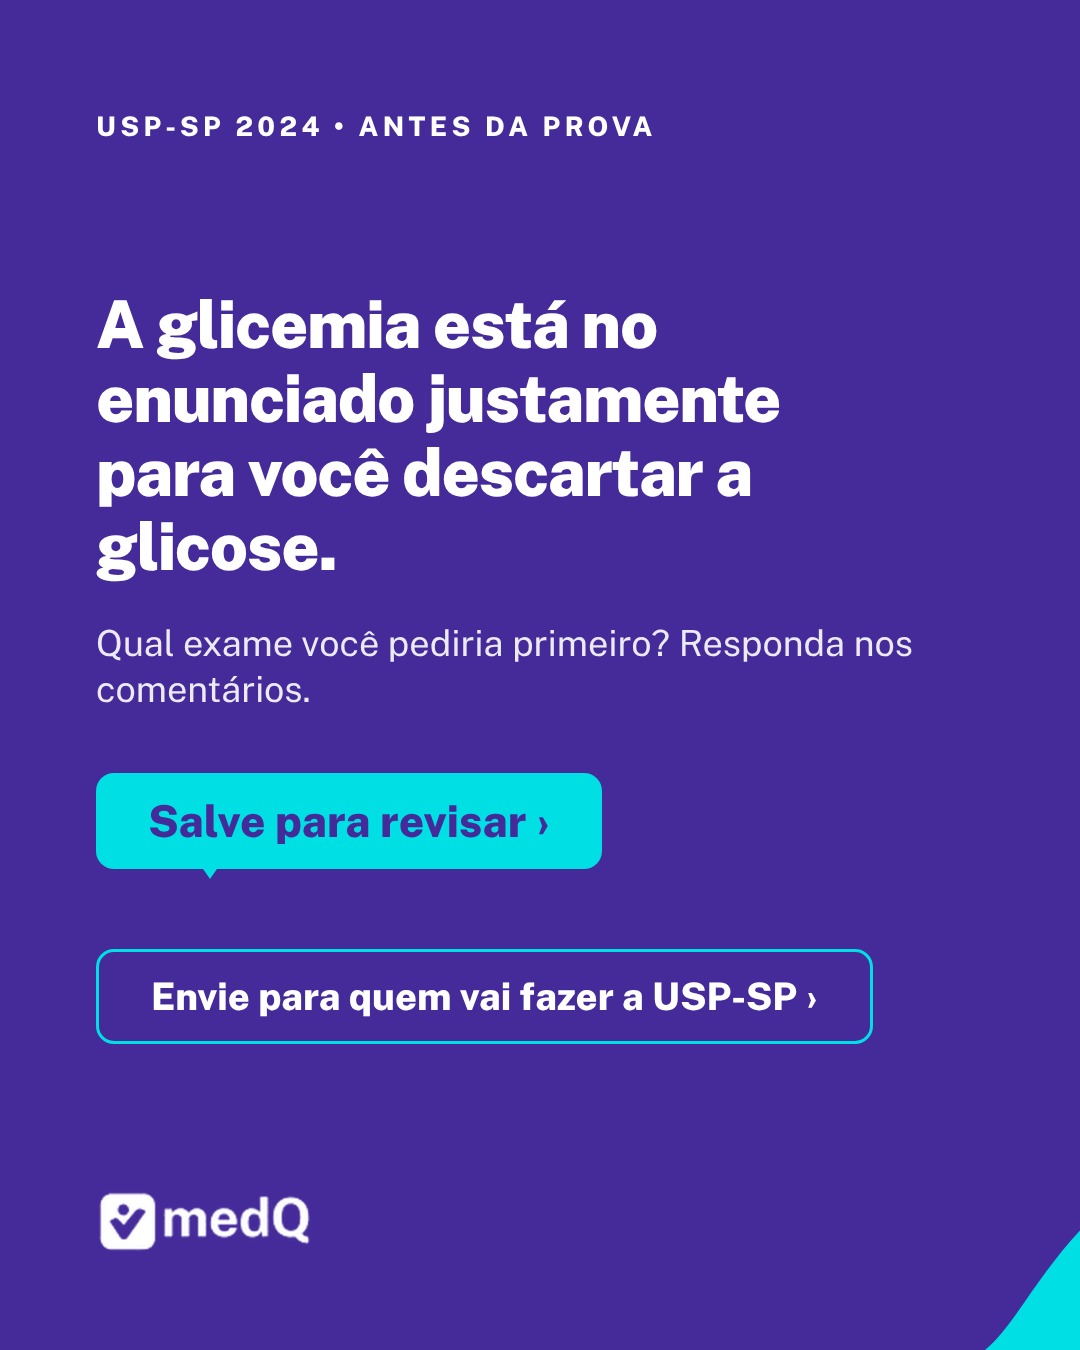 USP-SP 2024 • ANTES DA PROVA
A glicemia está no
enunciado justamente
para você descartar a
glicose.
Qual exame você pediria primeiro? Responda nos
comentários.
Salve para revisar ›
Envie para quem vai fazer a USP-SP ›
medQ